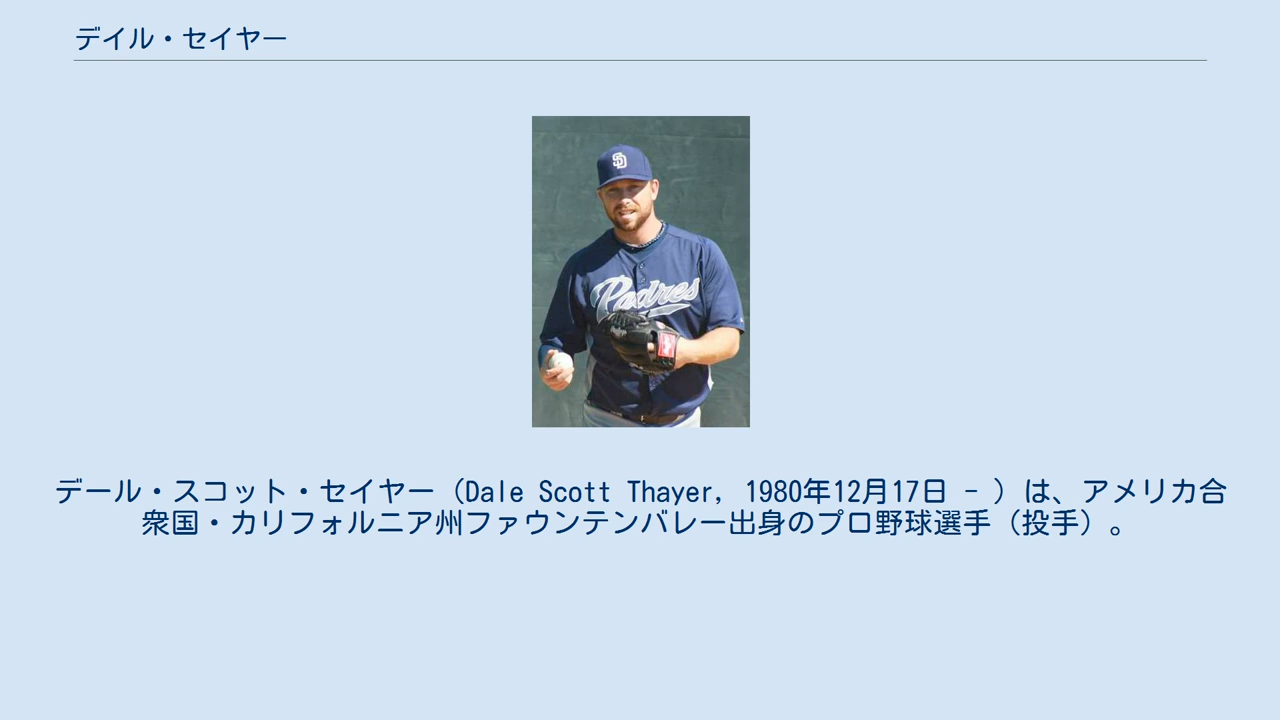 デイル・セイヤー
SD
Padres
デール・スコット・セイヤー（Dale Scott Thayer, 1980年12月17日 - ）は、アメリカ合
衆国・カリフォルニア州ファウンテンバレー出身のプロ野球選手（投手）。